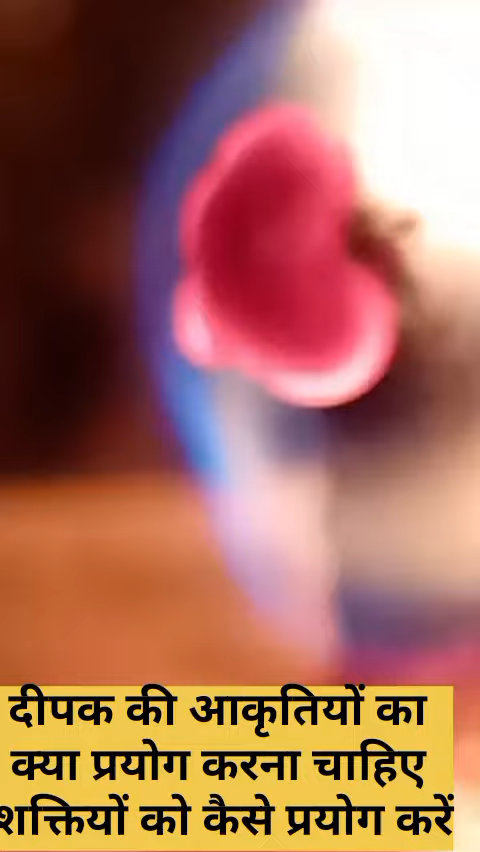 दीपक की आकृतियों का
क्या प्रयोग करना चाहिए
शक्तियों को कैसे प्रयोग करें